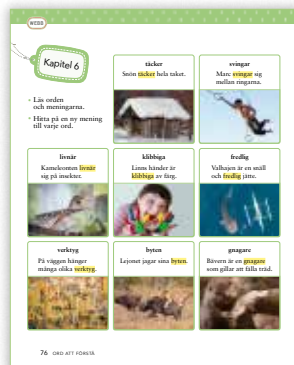 WEBB
Kapitel 6
• Läs orden
och meningarna.
• Hitta på en ny mening
till varje ord.
täcker
Snön täcker hela taket.
svingar
Marc svingar sig
mellan ringarna.
livnär
Kameleonten livnär
sig på insekter.
klibbiga
Linns händer är
klibbiga av färg.
fredlig
Valhajen är en snäll
och fredlig jätte.
verktyg
På väggen hänger
många olika verktyg.
byten
Lejonet jagar sina byten.
gnagare
Bävern är en gnagare
som gillar att fälla träd.
76 ORD ATT FÖRSTÅ